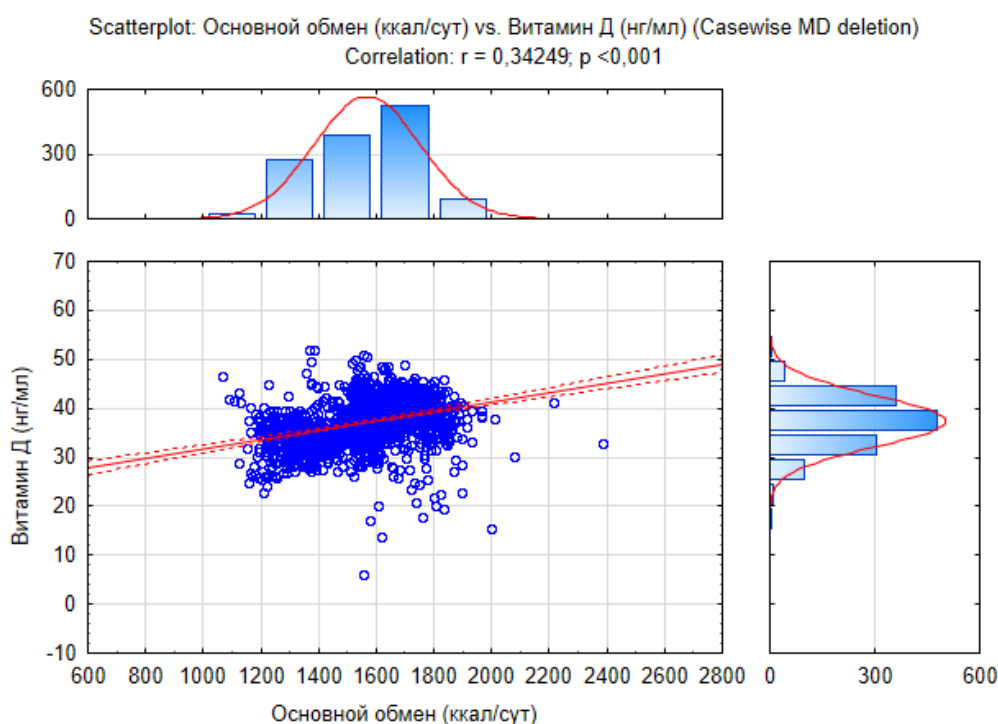 Scatterplot: Основной обмен (ккал/сут) vs. Витамин Д (нг/мл) (Casewise MD deletion)
Correlation: r = 0,34249; p <0,001
600
300
0
70
60
50
40
30
20
10
0
-10
Витамин Д (нг/мл)
600 800 1000 1200 1400 1600 1800 2000 2200 2400 2600 2800
0 300 600
Основной обмен (ккал/сут)